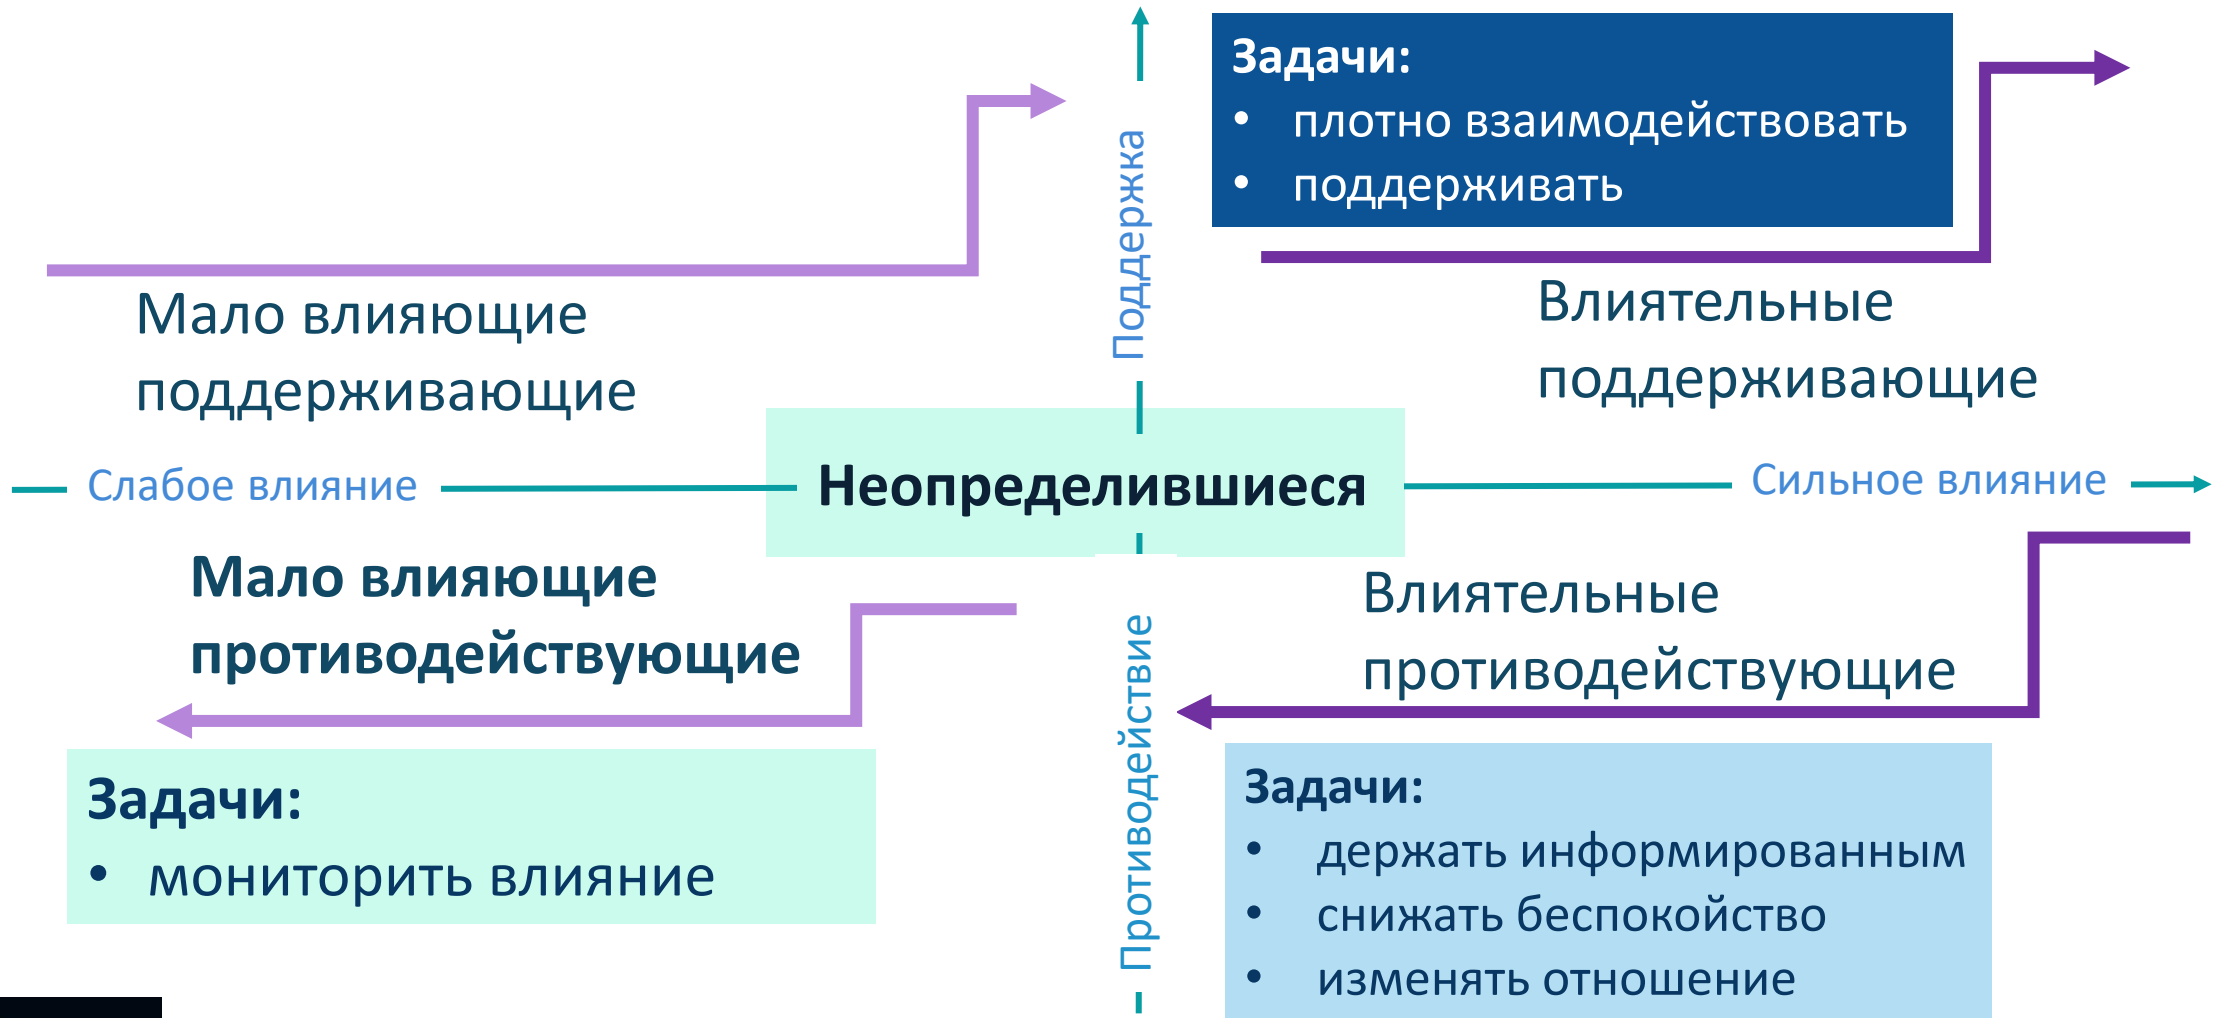 Задачи:
• плотно взаимодействовать
• поддерживать
Поддержка
Мало влияющие
поддерживающие
Влиятельные
поддерживающие
Слабое влияние
Неопределившиеся
Сильное влияние
Мало влияющие
противодействующие
Влиятельные
противодействующие
Противодействие
Задачи:
• мониторить влияние
Задачи:
• держать информированным
• снижать беспокойство
• изменять отношение